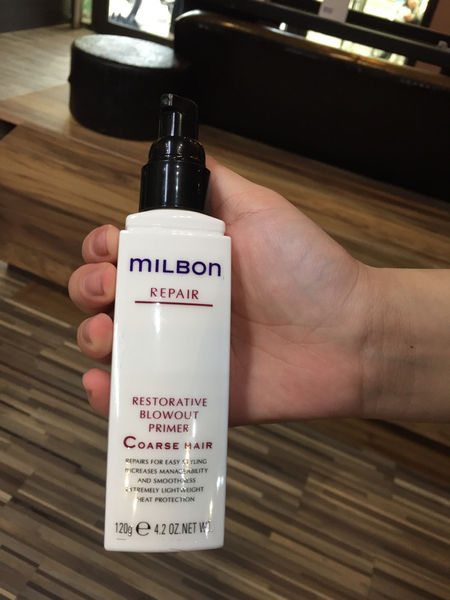 MILBON
REPAIR
RESTORATIVE
BLOWOUT
PRIMER
COARSE HAIR
REPAIRS FOR EASY STYLING
INCREASES MANAGEABILITY
AND SMOOTHNESS
EXTREMELY LIGHTWEIGHT
HEAT PROTECTION
120g ℮ 4.2 OZ. NET WT.